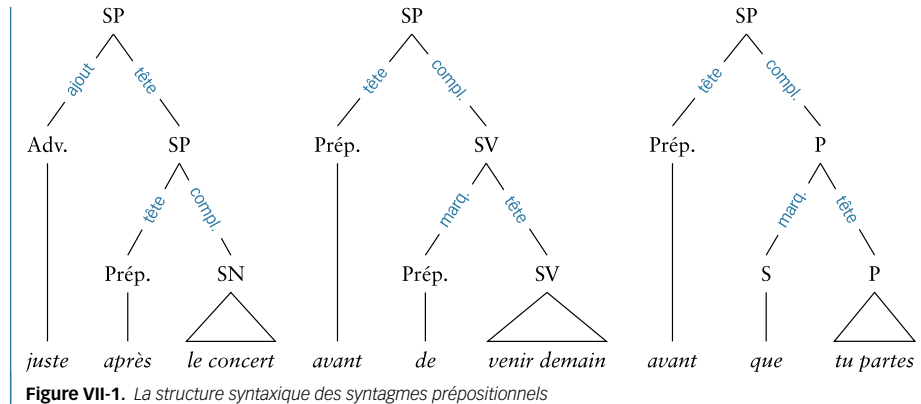 SP SP SP
ajout tête tête compl. tête compl.
Adv. SP Prép. SV Prép. P
tête compl. marq. tête marq. tête
Prép. SN Prép. SV S P
juste après le concert avant de venir demain avant que tu partes
Figure VII-1. La structure syntaxique des syntagmes prépositionnels